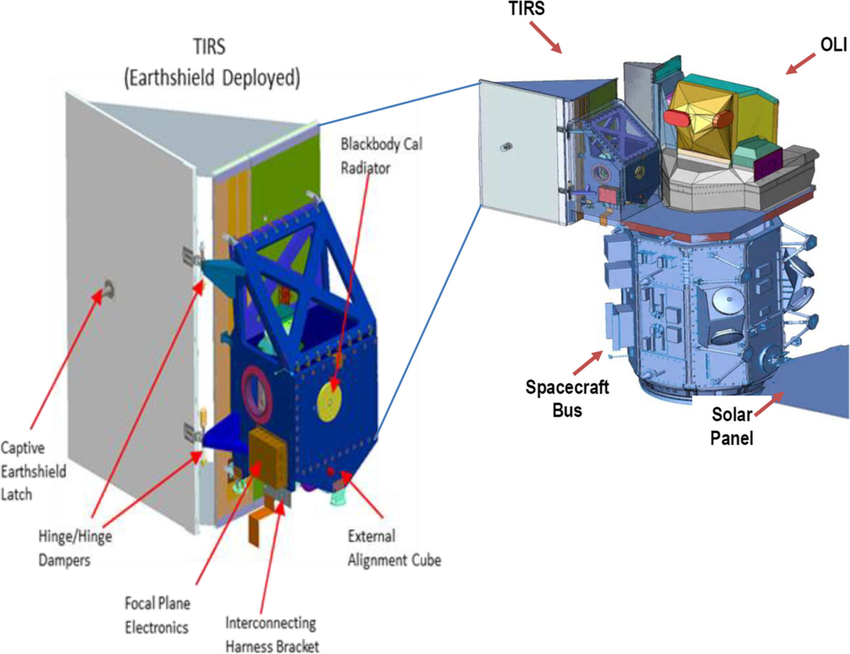 TIRS
(Earthshield Deployed)
Blackbody Cal
Radiator
Captive
Earthshield
Latch
Hinge/Hinge
Dampers
Focal Plane
Electronics
Interconnecting
Harness Bracket
External
Alignment Cube
TIRS
OLI
Spacecraft
Bus
Solar
Panel